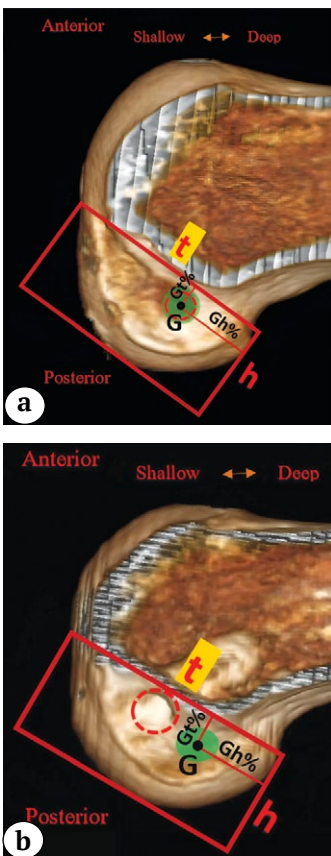 Anterior
Shallow ↔ Deep
t
Gt%
G
Gh%
h
Posterior
a
Anterior
Shallow ↔ Deep
t
Gt%
Gh%
G
h
Posterior
b